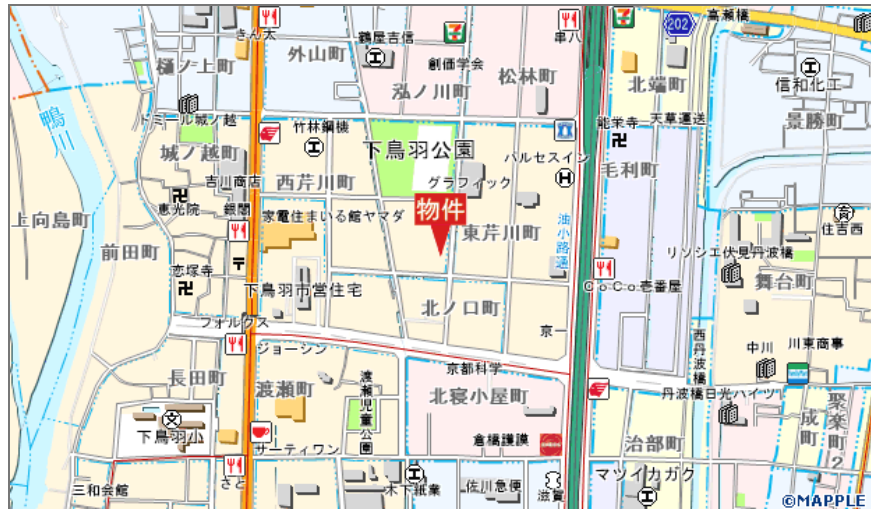 きん太
外山町
鶴屋吉信
串八
202
高瀬橋
樋ノ上町
創価学会
松林町
北端町
信和化工
泓ノ川町
鴨川
ドミール城ノ越
竹林鋼機
能栄寺
天草運送
景勝町
下鳥羽公園
城ノ越町
パルセスイン
毛利町
吉川商店
西芹川町
グラフィック
恵光院
銀閣
家電住まいる館ヤマダ
物件
東芹川町
油小路通
上向島町
住吉西
前田町
リソシエ伏見丹波橋
恋塚寺
下鳥羽市営住宅
CoCo壱番屋
舞台町
北ノ口町
フォルクス
京一
西丹波橋
ジョーシン
中川
川東商事
京都科学
長田町
渡瀬町
渡瀬児童公園
北寝小屋町
丹波橋日光ハイツ
聚楽町2
成町
下鳥羽小
サーティワン
倉橋護謨
治部町
さと
マツイカガク
三和会館
木下紙業
佐川急便
滋賀
©MAPPLE